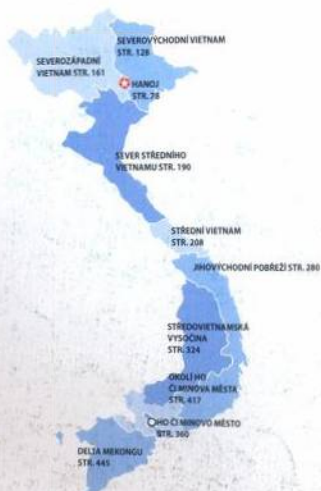 SEVEROVÝCHODNÍ VIETNAM
STR. 128
SEVEROZÁPADNÍ
VIETNAM STR. 161
HANOJ
STR. 78
SEVER STŘEDNÍHO
VIETNAMU STR. 190
STŘEDNÍ VIETNAM
STR. 208
JIHOVÝCHODNÍ POBŘEŽÍ STR. 280
STŘEDOVIETNAMSKÁ
VYSOČINA
STR. 324
OKOLÍ HO
ČI MINOVA MĚSTA
STR. 417
HO ČI MINOVO MĚSTO
STR. 360
DELTA MEKONGU
STR. 445